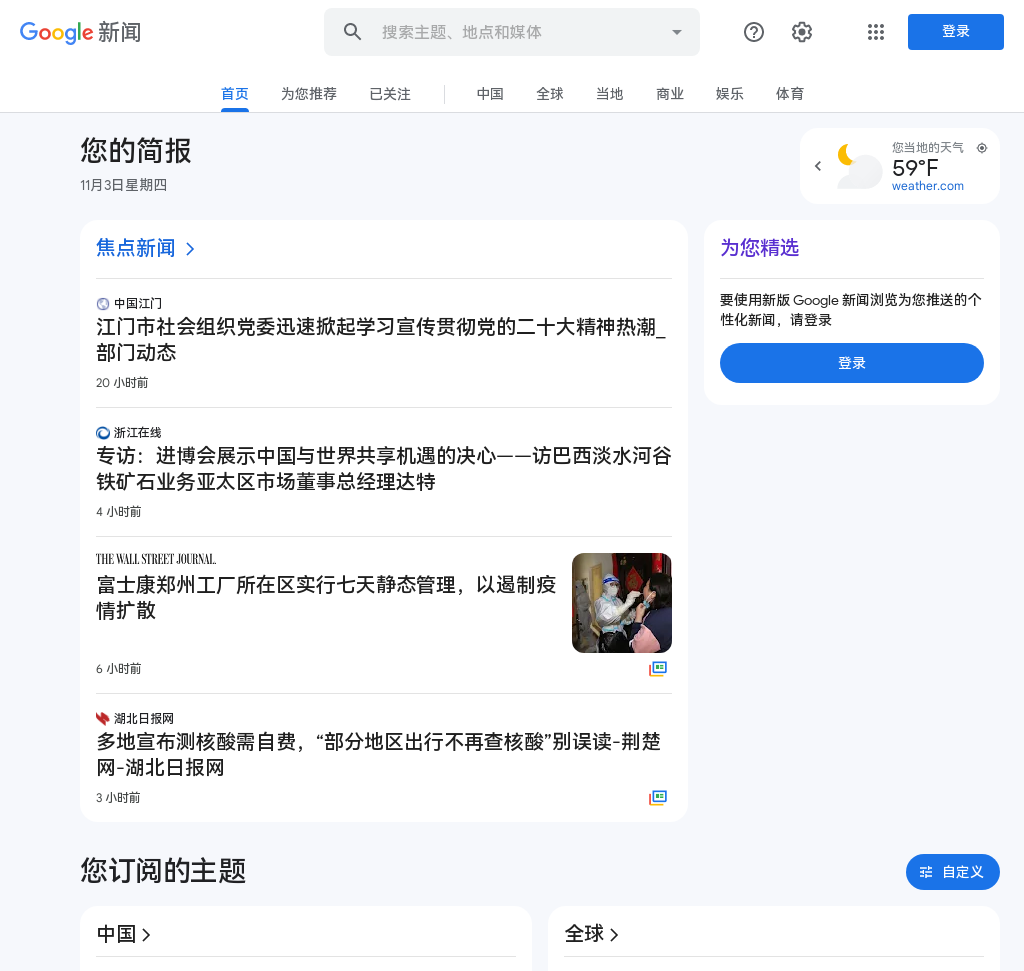 Google 新闻
搜索主题、地点和媒体
登录
首页
为您推荐
已关注
中国
全球
当地
商业
娱乐
体育
您的简报
11月3日星期四
您当地的天气
59°F
weather.com
焦点新闻
中国江门
江门市社会组织党委迅速掀起学习宣传贯彻党的二十大精神热潮_
部门动态
20 小时前
浙江在线
专访：进博会展示中国与世界共享机遇的决心——访巴西淡水河谷
铁矿石业务亚太区市场董事总经理达特
4 小时前
THE WALL STREET JOURNAL.
富士康郑州工厂所在区实行七天静态管理，以遏制疫
情扩散
6 小时前
湖北日报网
多地宣布测核酸需自费，“部分地区出行不再查核酸”别误读-荆楚
网-湖北日报网
3 小时前
为您精选
要使用新版 Google 新闻浏览为您推送的个
性化新闻，请登录
登录
您订阅的主题
自定义
中国
全球